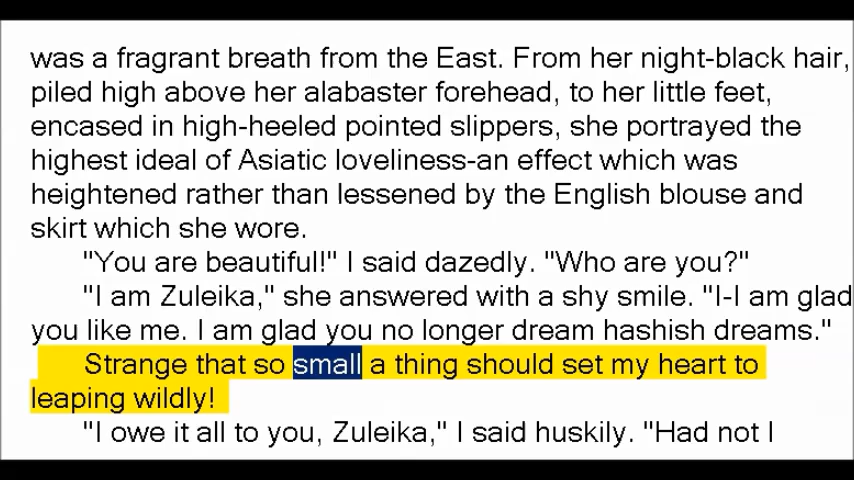 was a fragrant breath from the East. From her night-black hair,
piled high above her alabaster forehead, to her little feet,
encased in high-heeled pointed slippers, she portrayed the
highest ideal of Asiatic loveliness-an effect which was
heightened rather than lessened by the English blouse and
skirt which she wore.
"You are beautiful!" I said dazedly. "Who are you?"
"I am Zuleika," she answered with a shy smile. "I-I am glad
you like me. I am glad you no longer dream hashish dreams."
Strange that so small a thing should set my heart to
leaping wildly!
"I owe it all to you, Zuleika," I said huskily. "Had not I